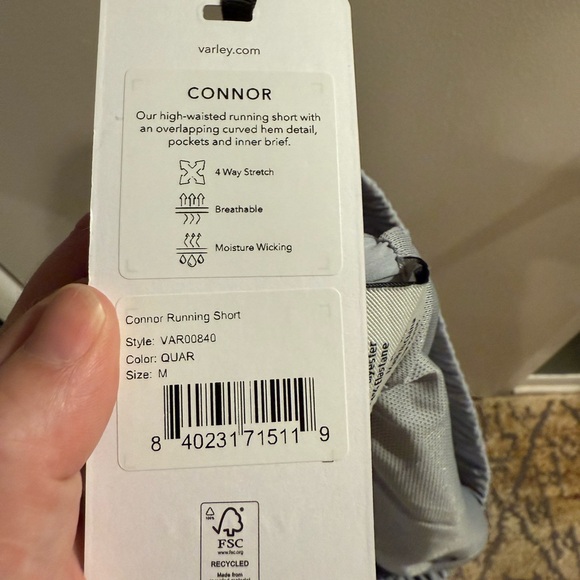 varley.com
CONNOR
Our high-waisted running short with
an overlapping curved hem detail,
pockets and inner brief.
4 Way Stretch
Breathable
Moisture Wicking
Connor Running Short
Style: VAR00840
Color: QUAR
Size: M
8 40231 71511 9
100%
FSC
www.fsc.org
RECYCLED
Made from